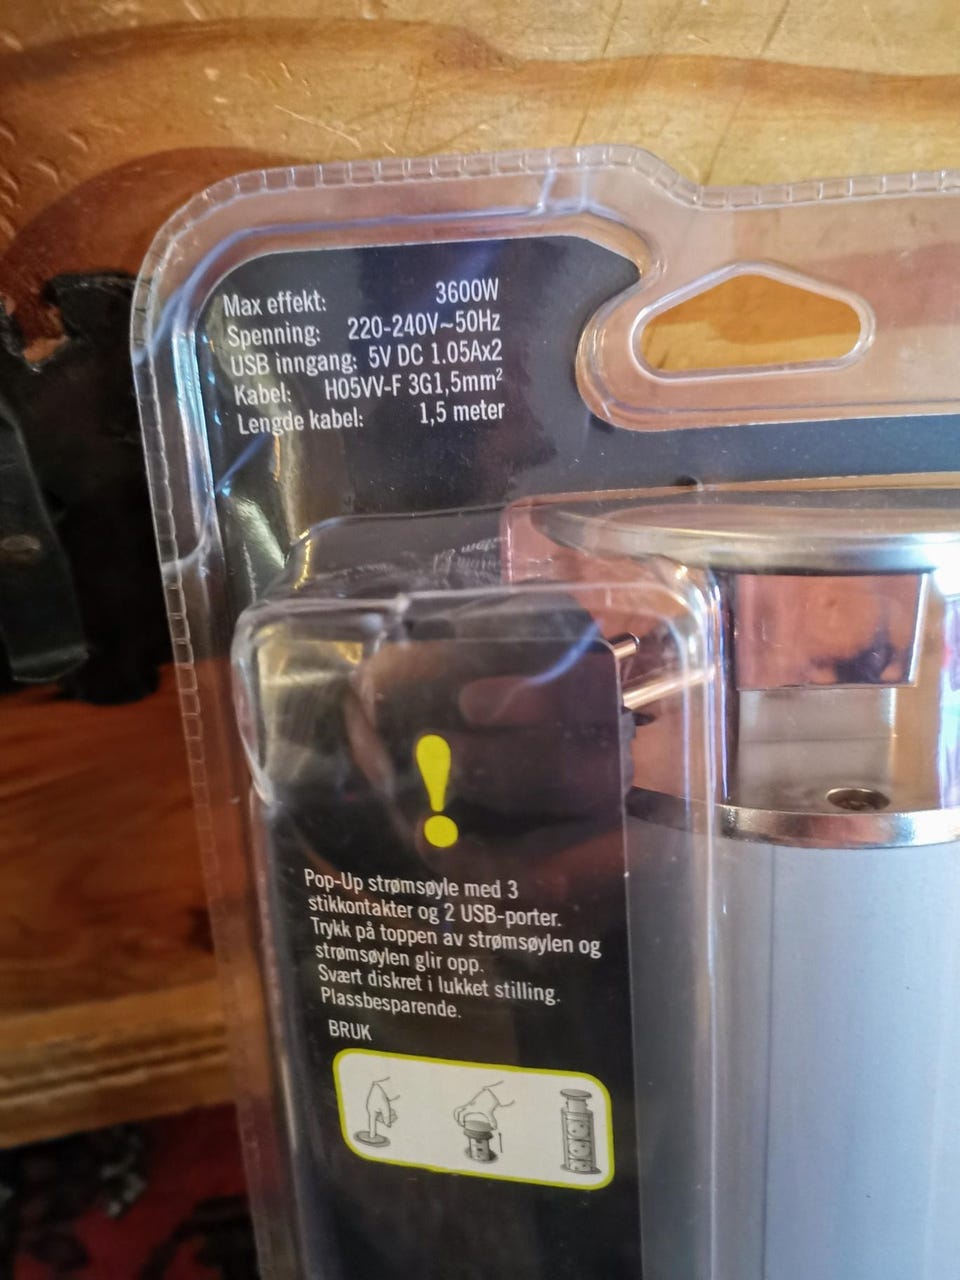 Max effekt: 3600W
Spenning: 220-240V~50Hz
USB inngang: 5V DC 1.05Ax2
Kabel: H05VV-F 3G1,5mm²
Lengde kabel: 1,5 meter
Pop-Up strømsøyle med 3
stikkontakter og 2 USB-porter.
Trykk på toppen av strømsøylen og
strømsøylen glir opp.
Svært diskret i lukket stilling.
Plassbesparende.
BRUK